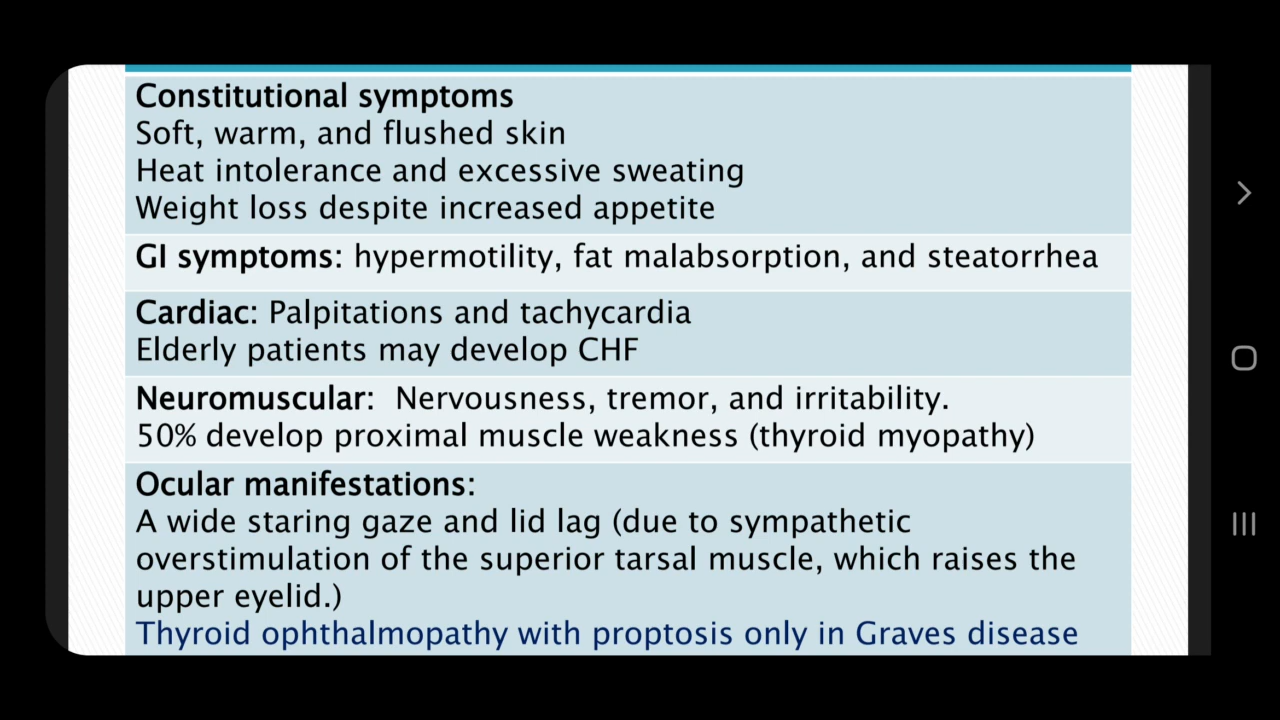 Constitutional symptoms
Soft, warm, and flushed skin
Heat intolerance and excessive sweating
Weight loss despite increased appetite
GI symptoms: hypermotility, fat malabsorption, and steatorrhea
Cardiac: Palpitations and tachycardia
Elderly patients may develop CHF
Neuromuscular:  Nervousness, tremor, and irritability.
50% develop proximal muscle weakness (thyroid myopathy)
Ocular manifestations:
A wide staring gaze and lid lag (due to sympathetic
overstimulation of the superior tarsal muscle, which raises the
upper eyelid.)
Thyroid ophthalmopathy with proptosis only in Graves disease